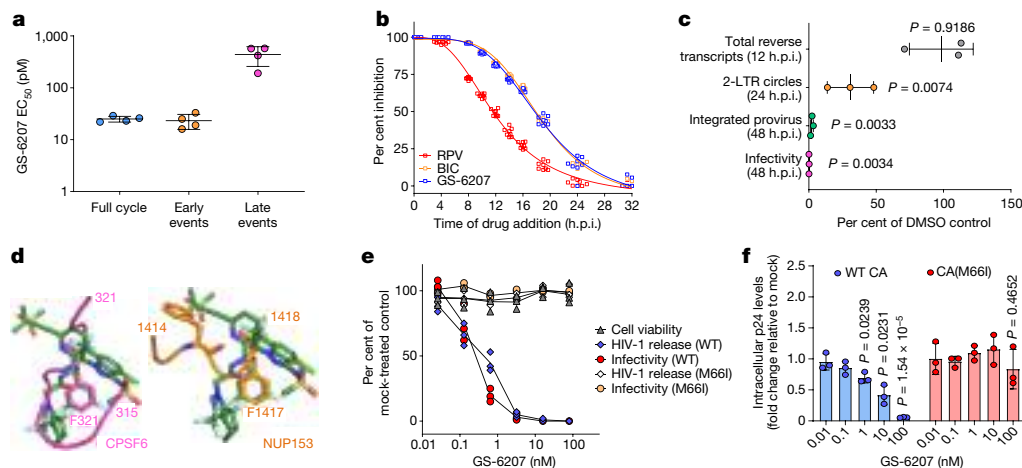 a
GS-6207 EC50 (pM)
1,000
100
10
1
Full cycle
Early
events
Late
events
b
Per cent inhibition
100
75
50
25
0
RPV
BIC
GS-6207
0 4 8 12 16 20 24 28 32
Time of drug addition (h.p.i.)
c
Total reverse
transcripts (12 h.p.i.)
2-LTR circles
(24 h.p.i.)
Integrated provirus
(48 h.p.i.)
Infectivity
(48 h.p.i.)
P = 0.9186
P = 0.0074
P = 0.0033
P = 0.0034
0 50 100 150
Per cent of DMSO control
d
321
F321
315
CPSF6
1414
1418
F1417
NUP153
e
Per cent of
mock-treated control
100
75
50
25
0
0.01 0.1 1 10 100
GS-6207 (nM)
Cell viability
HIV-1 release (WT)
Infectivity (WT)
HIV-1 release (M66I)
Infectivity (M66I)
f
WT CA
CA(M66I)
Intracellular p24 levels
(fold change relative to mock)
2.5
2.0
1.5
1.0
0.5
0
P = 0.0239
P = 0.0231
P = 1.54 × 10−5
P = 0.4652
0.01 0.1 1 10 100 0.01 0.1 1 10 100
GS-6207 (nM)